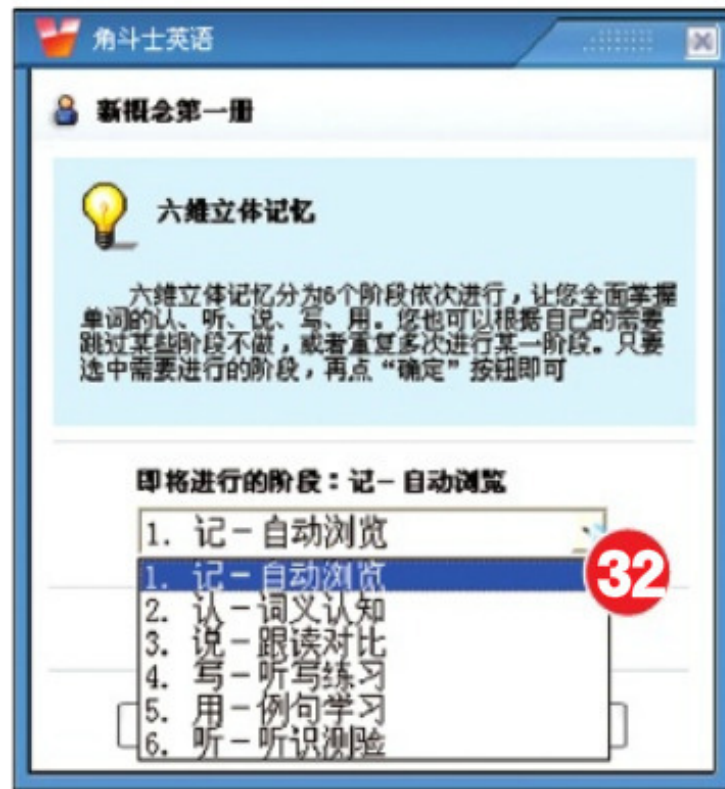 角斗士英语
新概念第一册
六维立体记忆
六维立体记忆分为6个阶段依次进行，让您全面掌握
单词的认、听、说、写、用。您也可以根据自己的需要
跳过某些阶段不做，或者重复多次进行某一阶段。只要
选中需要进行的阶段，再点“确定”按钮即可
即将进行的阶段：记－自动浏览
1. 记－自动浏览
32
1. 记－自动浏览
2. 认－词义认知
3. 说－跟读对比
4. 写－听写练习
5. 用－例句学习
6. 听－听识测验